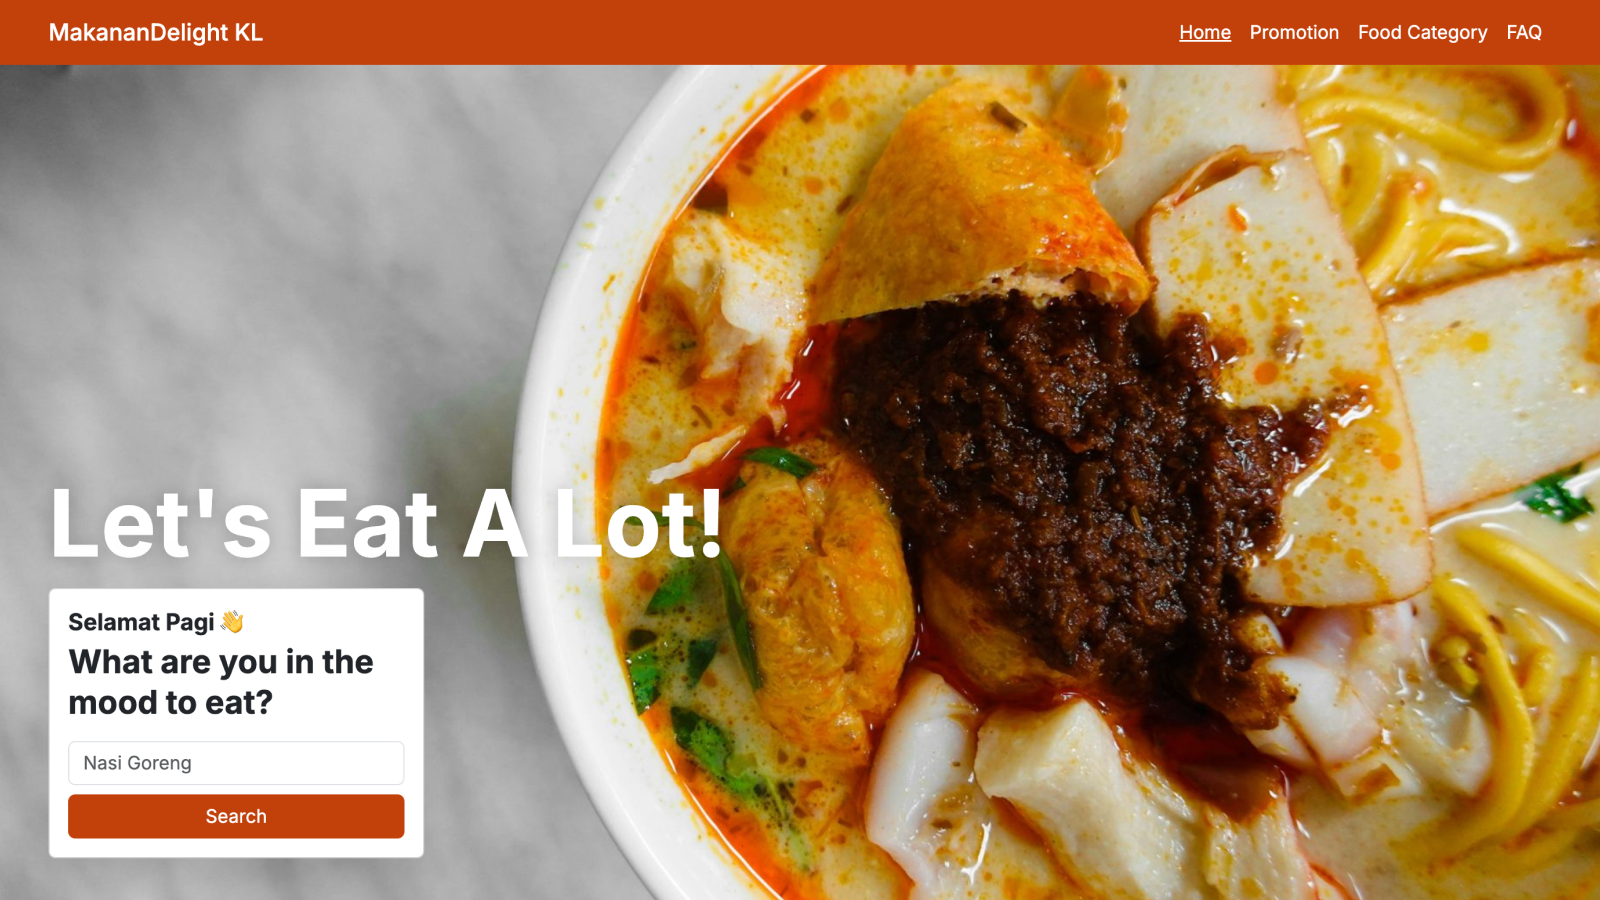 MakananDelight KL
Home Promotion Food Category FAQ
Let's Eat A Lot!
Selamat Pagi 👋
What are you in the
mood to eat?
Nasi Goreng
Search